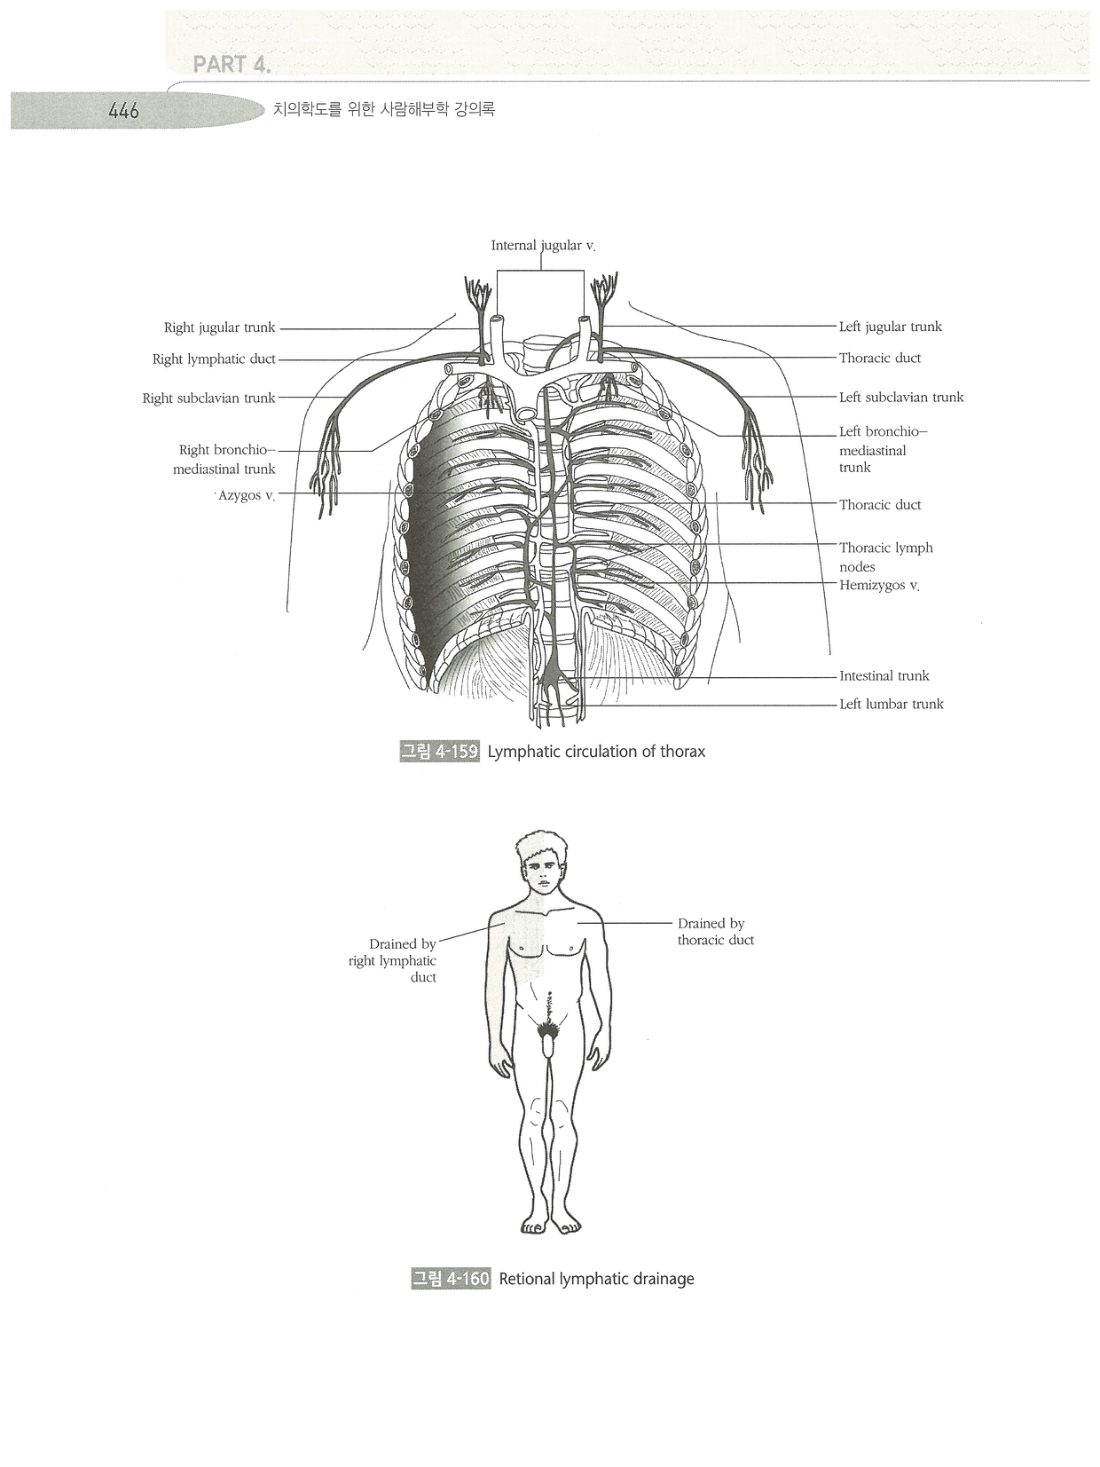 PART 4.
446
치의학도를 위한 사람해부학 강의록
Internal jugular v.
Right jugular trunk
Right lymphatic duct
Right subclavian trunk
Right bronchio-
mediastinal trunk
Azygos v.
Left jugular trunk
Thoracic duct
Left subclavian trunk
Left bronchio-
mediastinal
trunk
Thoracic duct
Thoracic lymph
nodes
Hemizygos v.
Intestinal trunk
Left lumbar trunk
그림 4-159 Lymphatic circulation of thorax
Drained by
right lymphatic
duct
Drained by
thoracic duct
그림 4-160 Retional lymphatic drainage